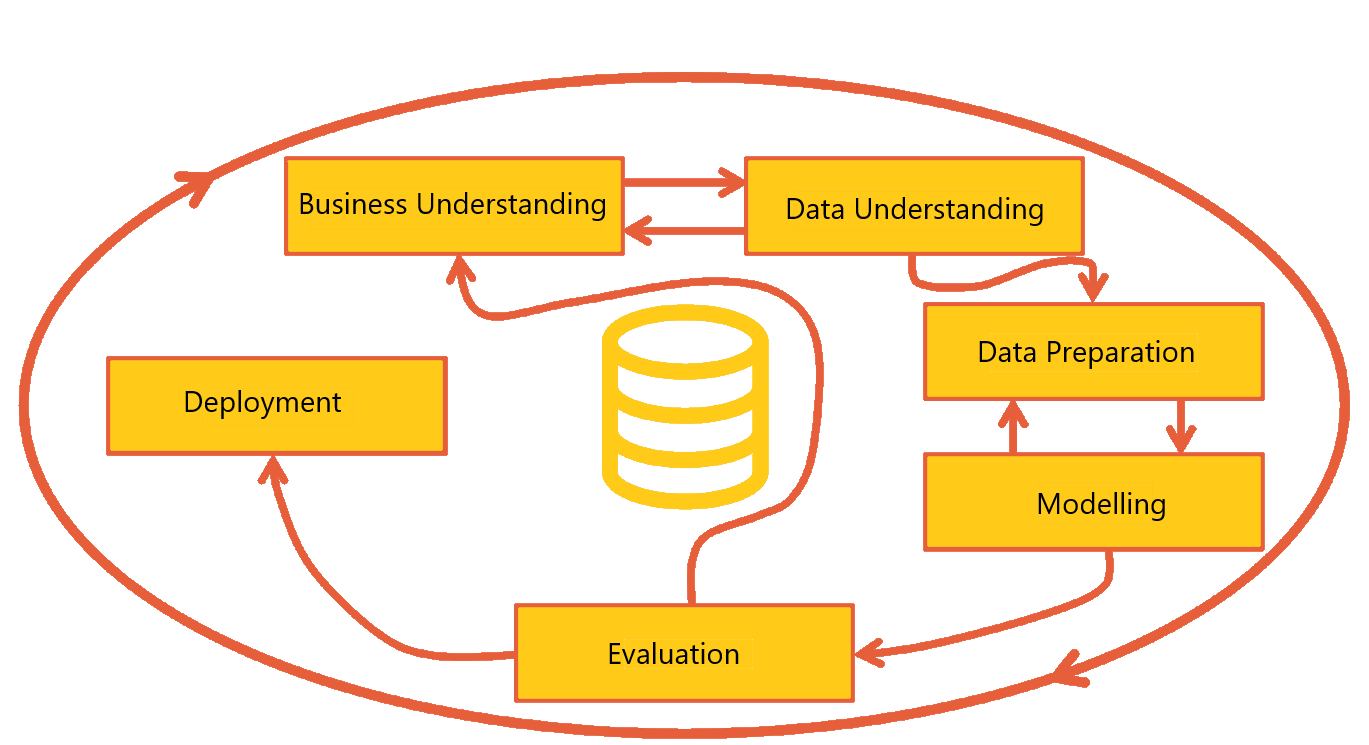 Business Understanding
Data Understanding
Data Preparation
Deployment
Modelling
Evaluation